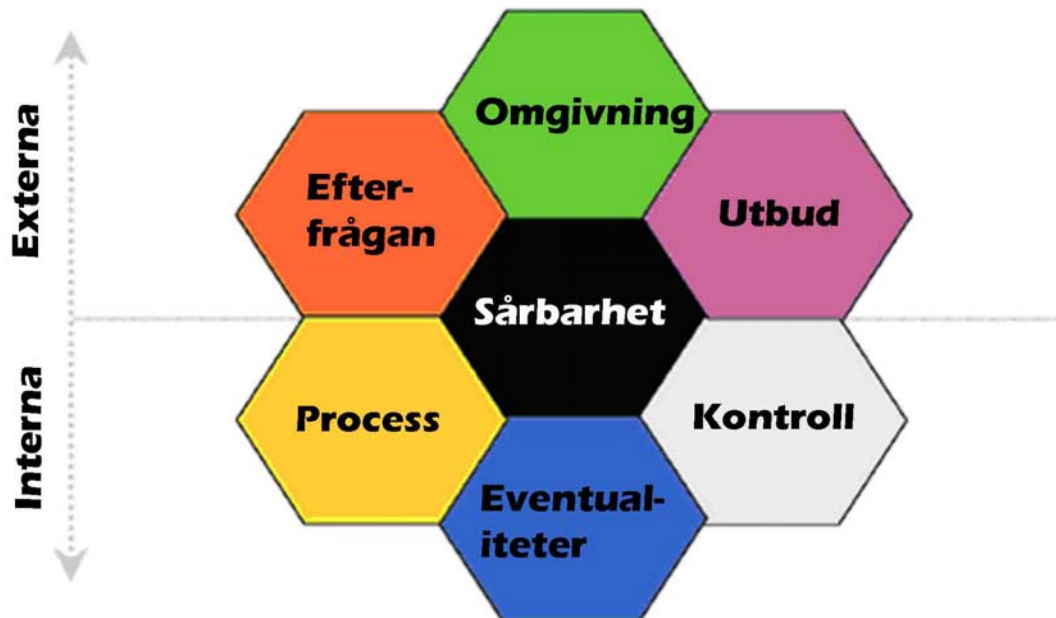 Externa
Interna
Omgivning
Efter-
frågan
Utbud
Sårbarhet
Process
Kontroll
Eventual-
iteter